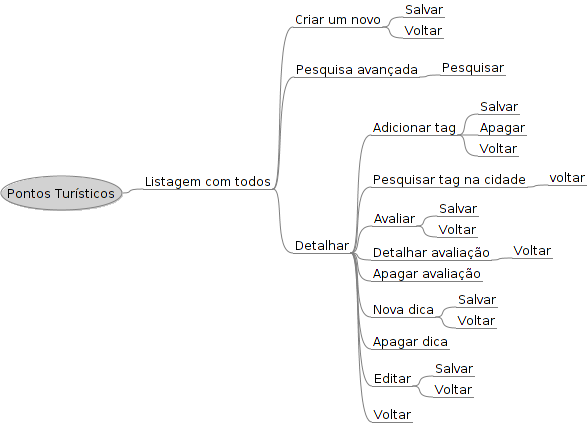 Pontos Turísticos
Listagem com todos
Criar um novo
Salvar
Voltar
Pesquisa avançada
Pesquisar
Detalhar
Adicionar tag
Salvar
Apagar
Voltar
Pesquisar tag na cidade
voltar
Avaliar
Salvar
Voltar
Detalhar avaliação
Voltar
Apagar avaliação
Nova dica
Salvar
Voltar
Apagar dica
Editar
Salvar
Voltar
Voltar